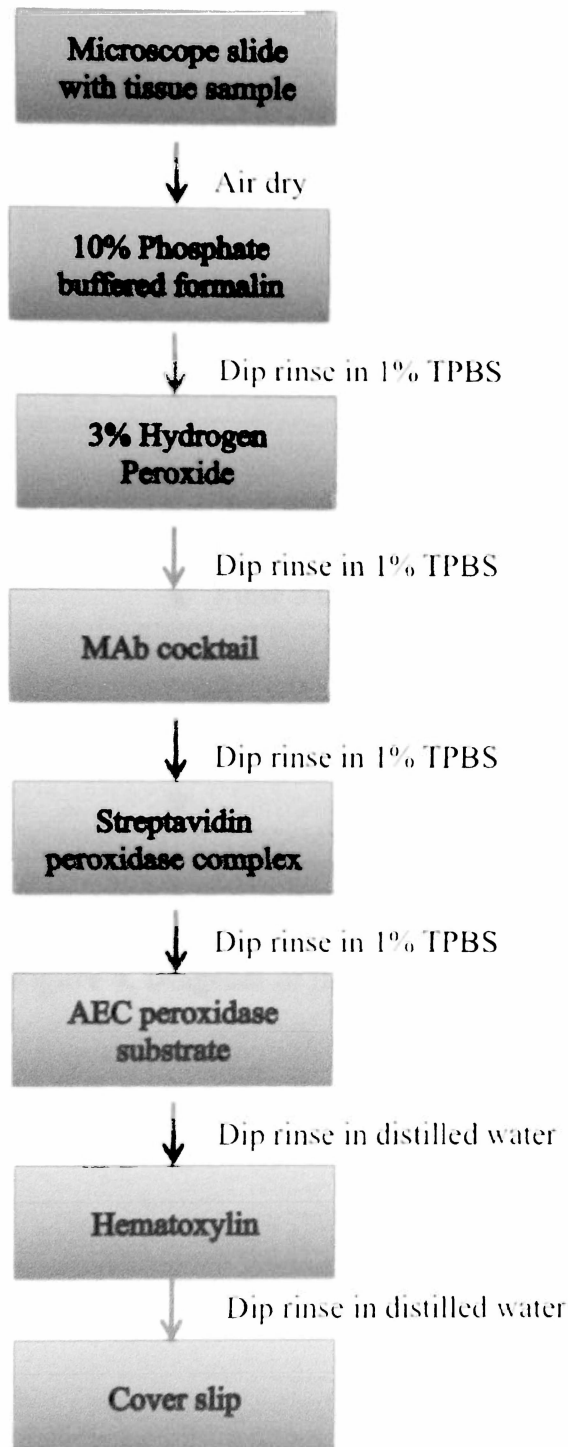 Microscope slide
with tissue sample
Air dry
10% Phosphate
buffered formalin
Dip rinse in 1% TPBS
3% Hydrogen
Peroxide
Dip rinse in 1% TPBS
MAb cocktail
Dip rinse in 1% TPBS
Streptavidin
peroxidase complex
Dip rinse in 1% TPBS
AEC peroxidase
substrate
Dip rinse in distilled water
Hematoxylin
Dip rinse in distilled water
Cover slip